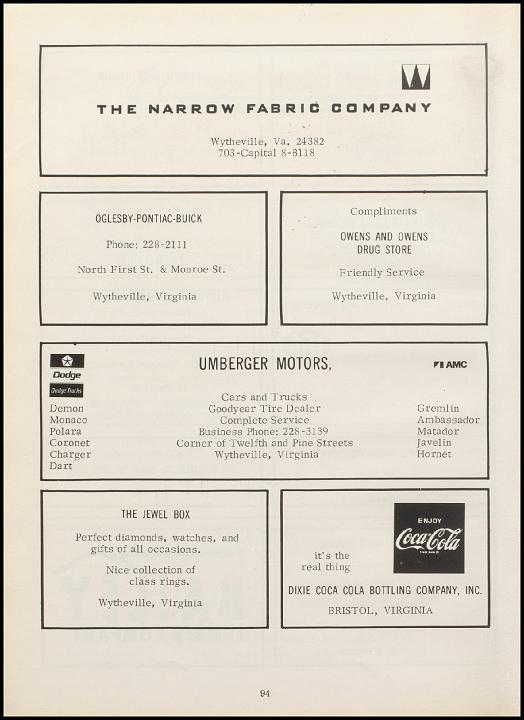 THE NARROW FABRIC COMPANY
Wytheville, Va. 24382
703-Capital 8-6118
OGLESBY-PONTIAC-BUICK
Phone: 228-2111
North First St. & Monroe St.
Wytheville, Virginia
Compliments
OWENS AND OWENS
DRUG STORE
Friendly Service
Wytheville, Virginia
Dodge
Dodge Trucks
Demon
Monaco
Polara
Coronet
Charger
Dart
UMBERGER MOTORS,
Cars and Trucks
Goodyear Tire Dealer
Complete Service
Business Phone: 228-3139
Corner of Twelfth and Pine Streets
Wytheville, Virginia
AMC
Gremlin
Ambassador
Matador
Javelin
Hornet
THE JEWEL BOX
Perfect diamonds, watches, and
gifts of all occasions.
Nice collection of
class rings.
Wytheville, Virginia
it's the
real thing
ENJOY
Coca-Cola
DIXIE COCA COLA BOTTLING COMPANY, INC.
BRISTOL, VIRGINIA
94